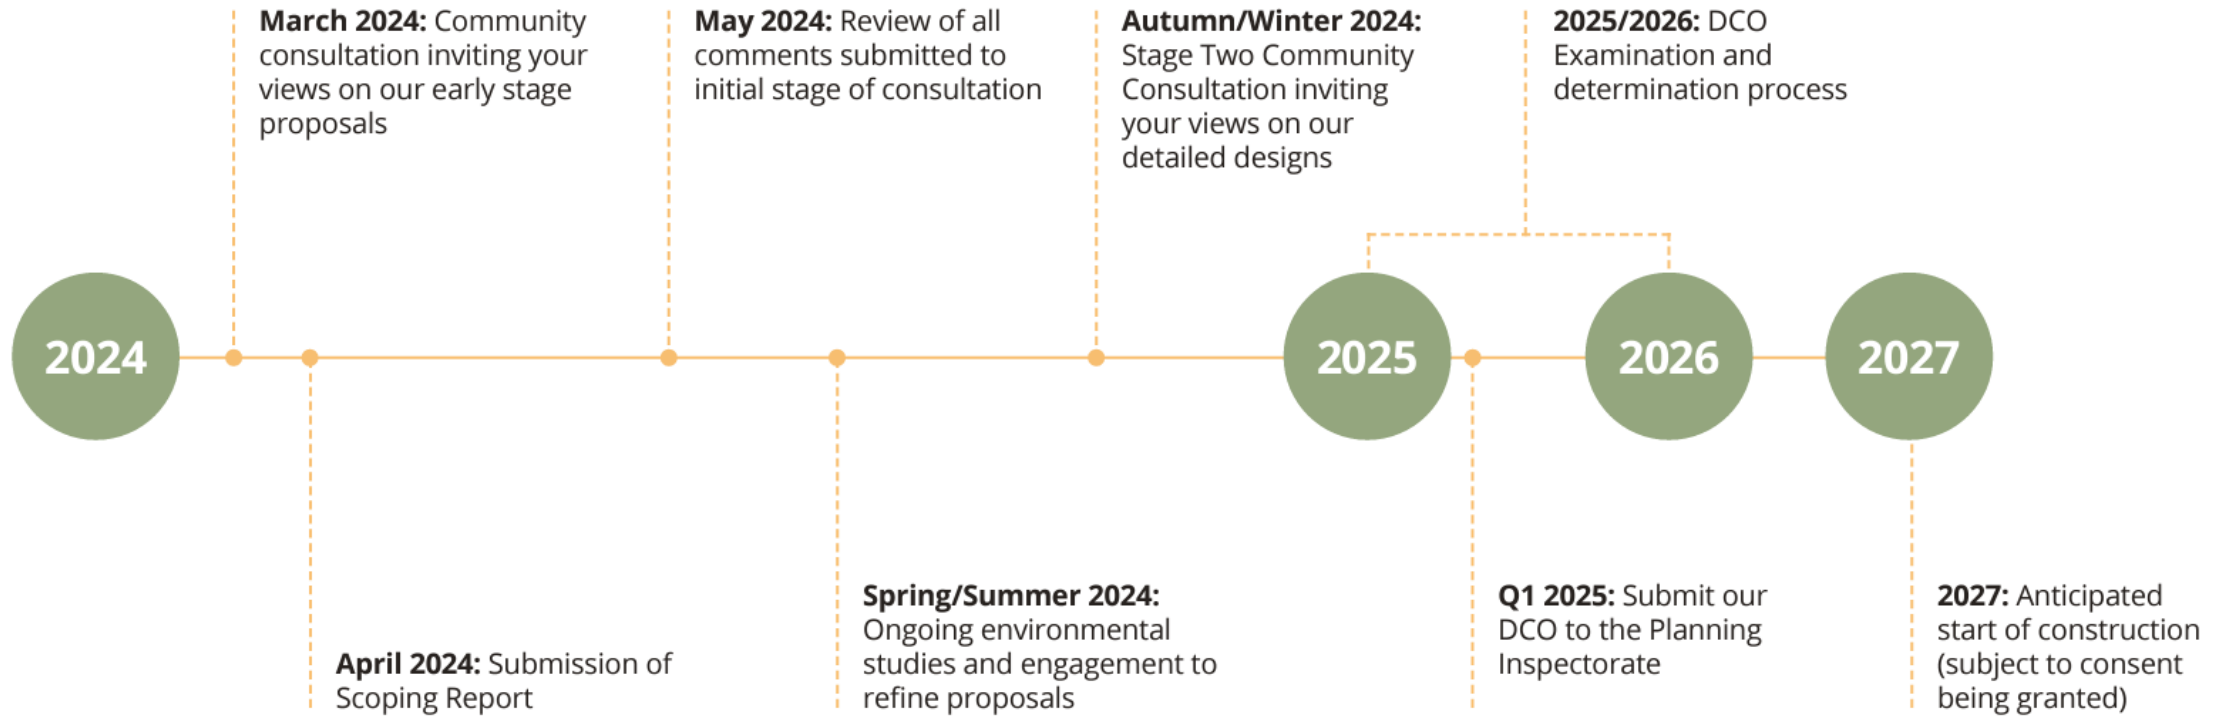 March 2024: Community
consultation inviting your
views on our early stage
proposals
May 2024: Review of all
comments submitted to
initial stage of consultation
Autumn/Winter 2024:
Stage Two Community
Consultation inviting
your views on our
detailed designs
2025/2026: DCO
Examination and
determination process
2024
2025
2026
2027
April 2024: Submission of
Scoping Report
Spring/Summer 2024:
Ongoing environmental
studies and engagement to
refine proposals
Q1 2025: Submit our
DCO to the Planning
Inspectorate
2027: Anticipated
start of construction
(subject to consent
being granted)